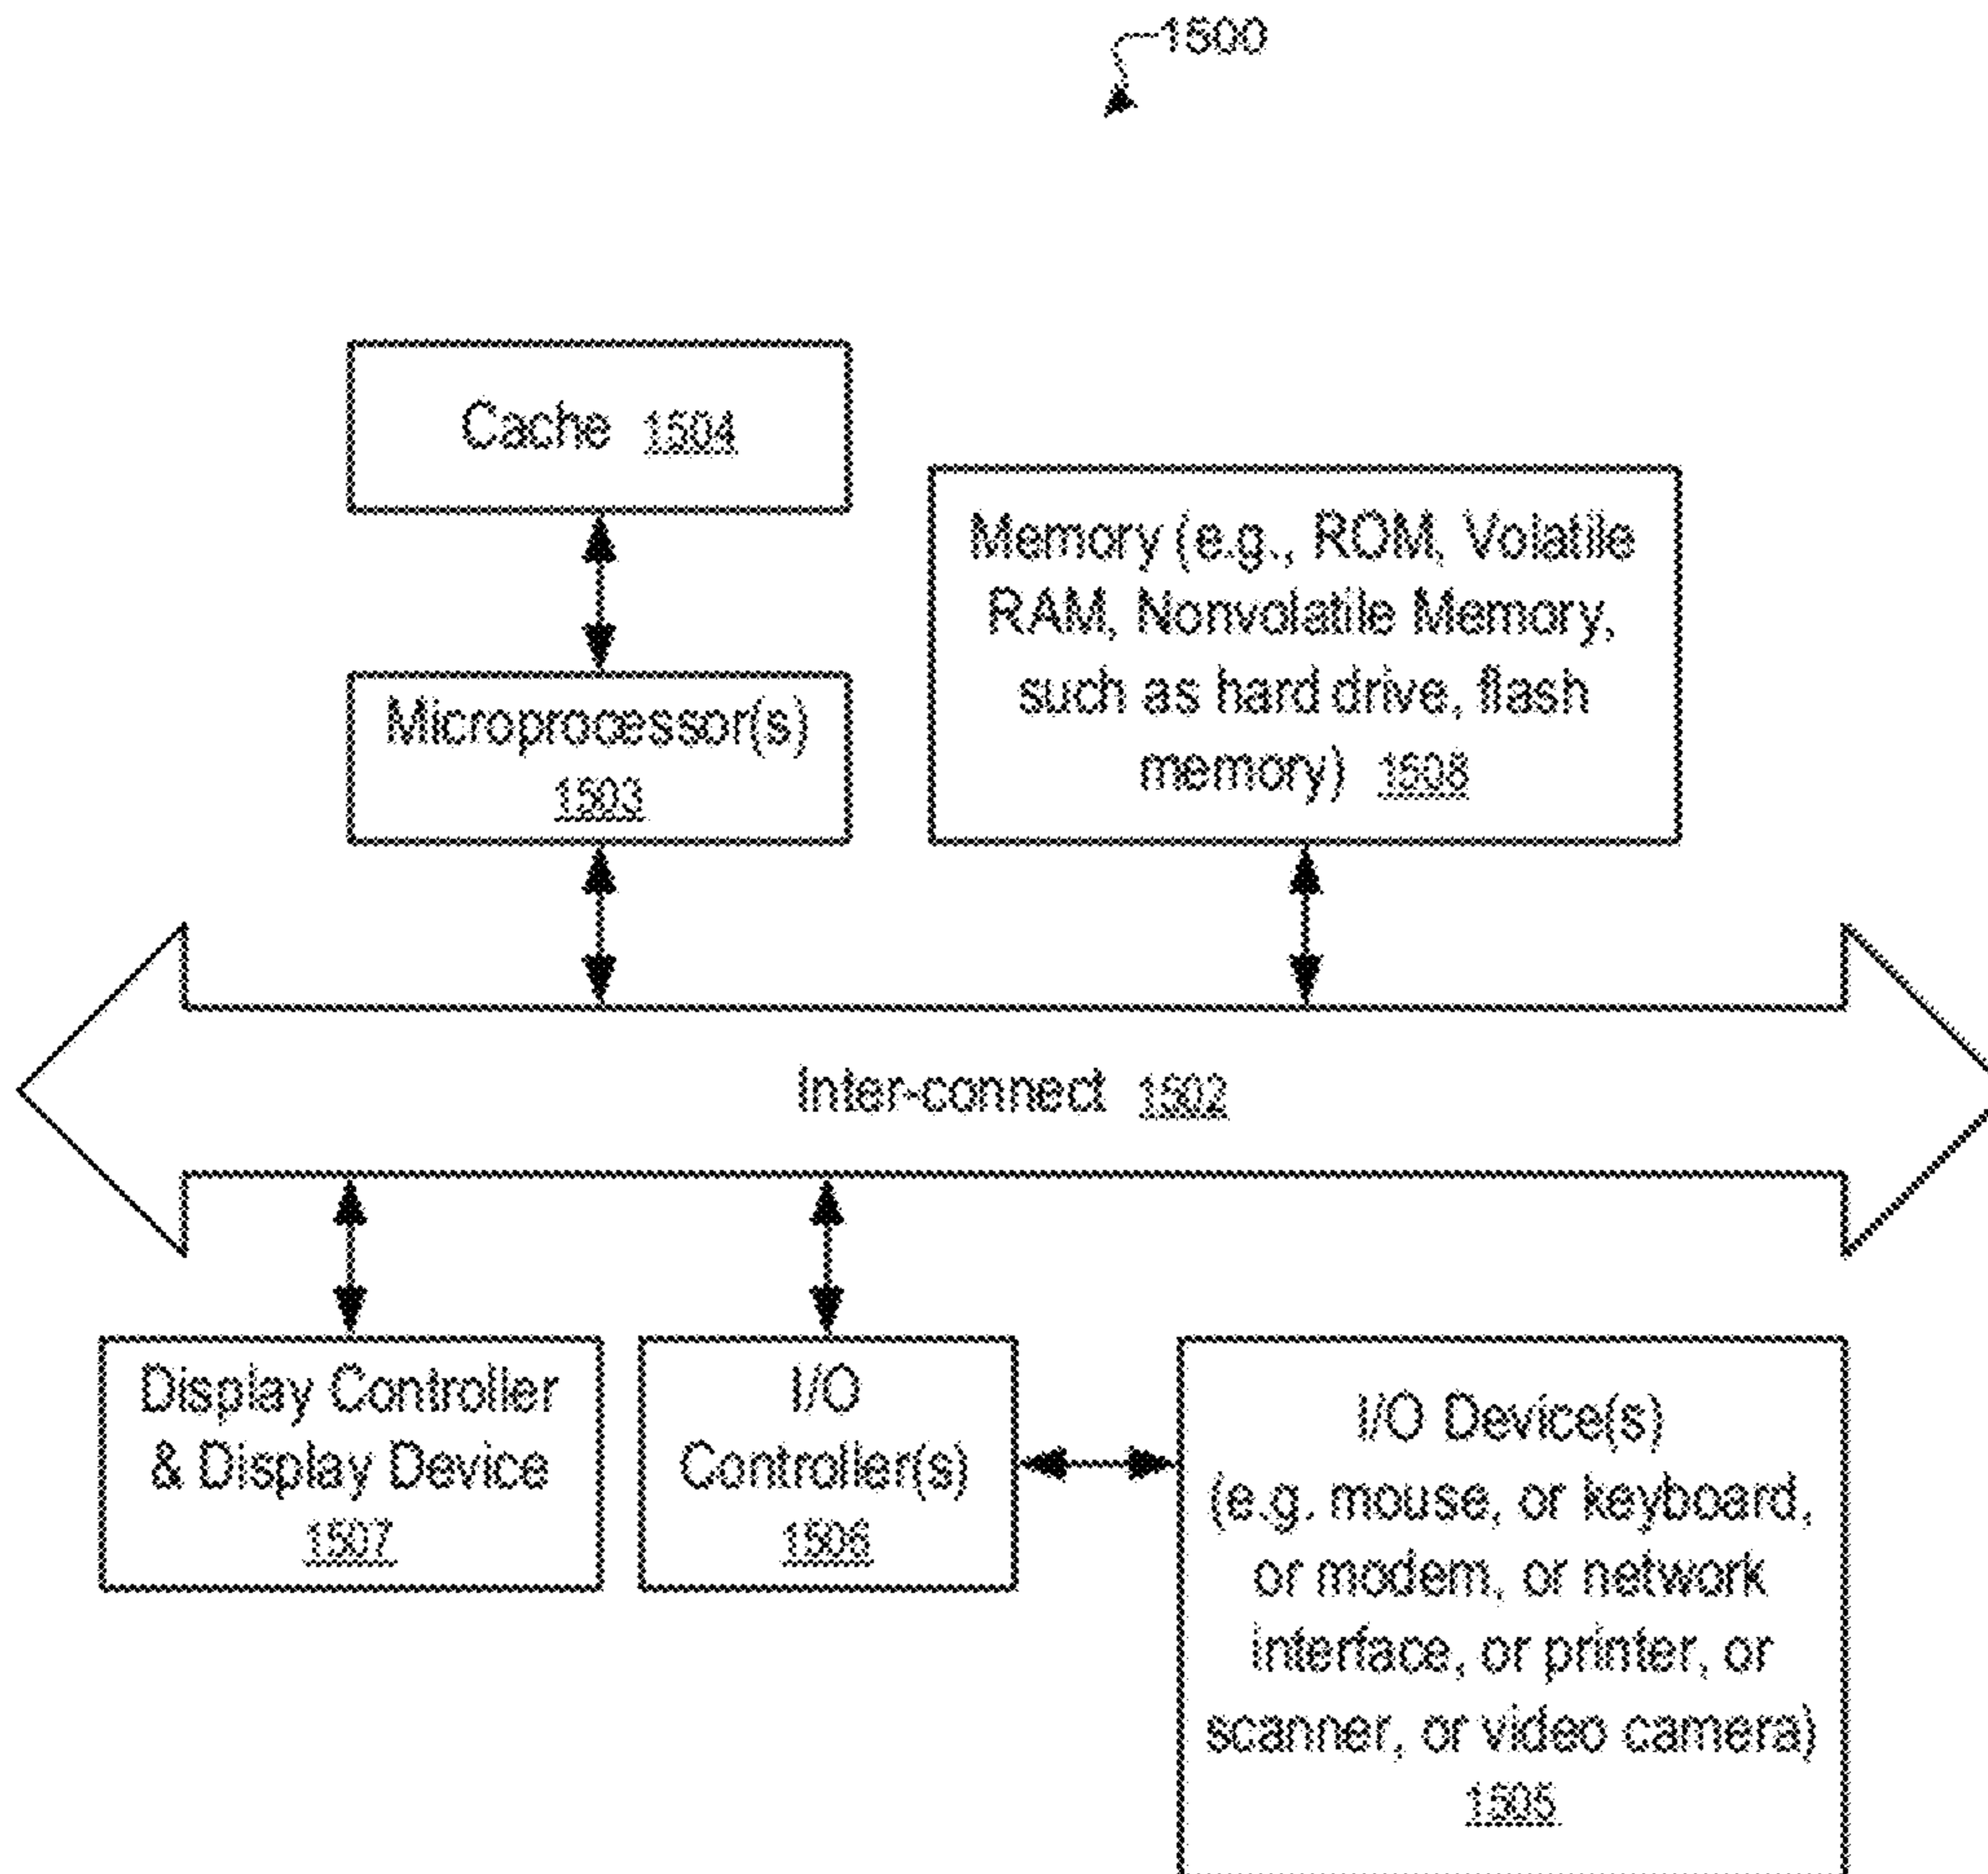 1500
Cache 1504
Memory (e.g., ROM, Volatile
RAM, Nonvolatile Memory,
such as hard drive, flash
memory) 1508
Microprocessor(s)
1503
Inter-connect 1502
Display Controller
& Display Device
1507
I/O
Controller(s)
1506
I/O Device(s)
(e.g. mouse, or keyboard,
or modem, or network
interface, or printer, or
scanner, or video camera)
1505